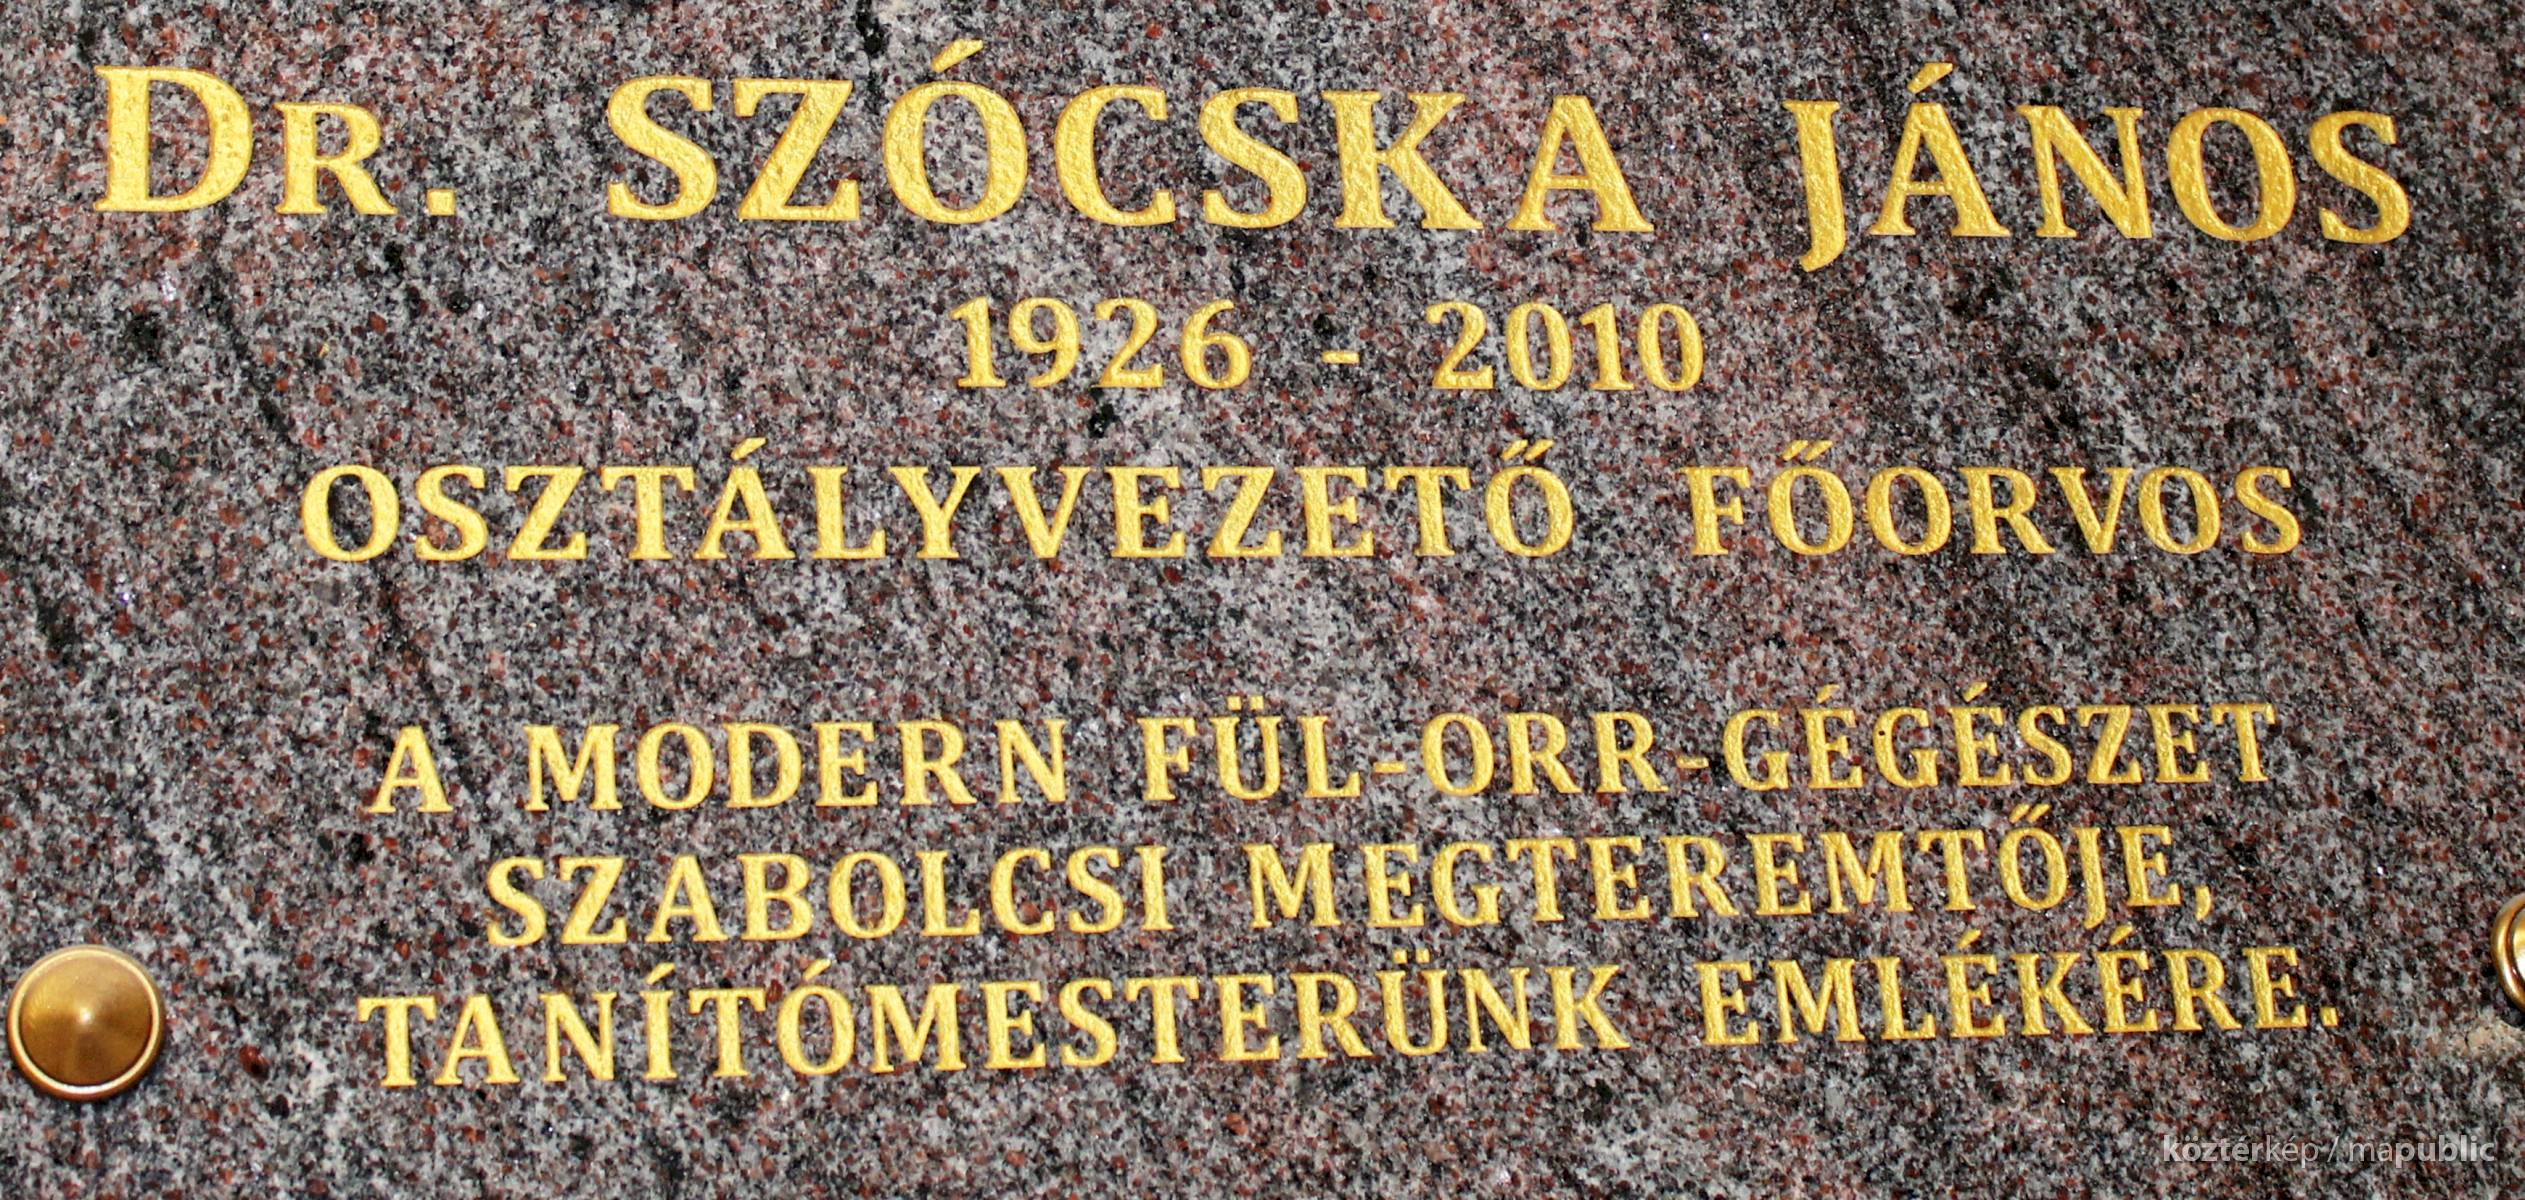 Dr. SZÓCSKA JÁNOS
1926 - 2010
OSZTÁLYVEZETŐ FŐORVOS
A MODERN FÜL-ORR-GÉGÉSZET
SZABOLCSI MEGTEREMTŐJE,
TANÍTÓMESTERÜNK EMLÉKÉRE.
köztérkép / mapublic